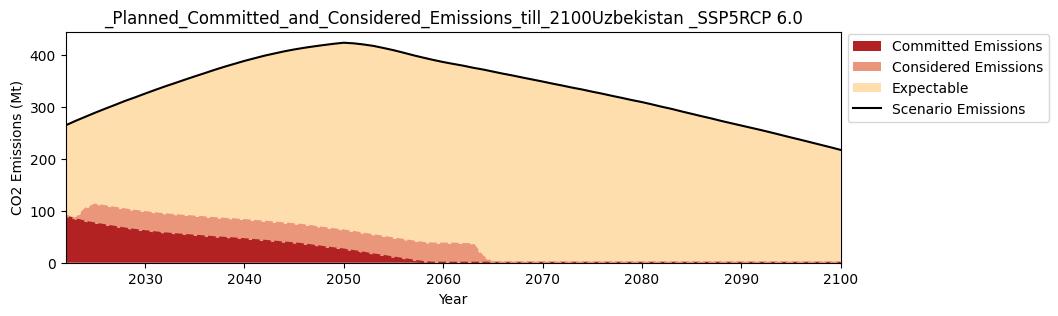 _Planned_Committed_and_Considered_Emissions_till_2100Uzbekistan _SSP5RCP 6.0
CO2 Emissions (Mt)
400
300
200
100
0
2030 2040 2050 2060 2070 2080 2090 2100
Year
Committed Emissions
Considered Emissions
Expectable
Scenario Emissions